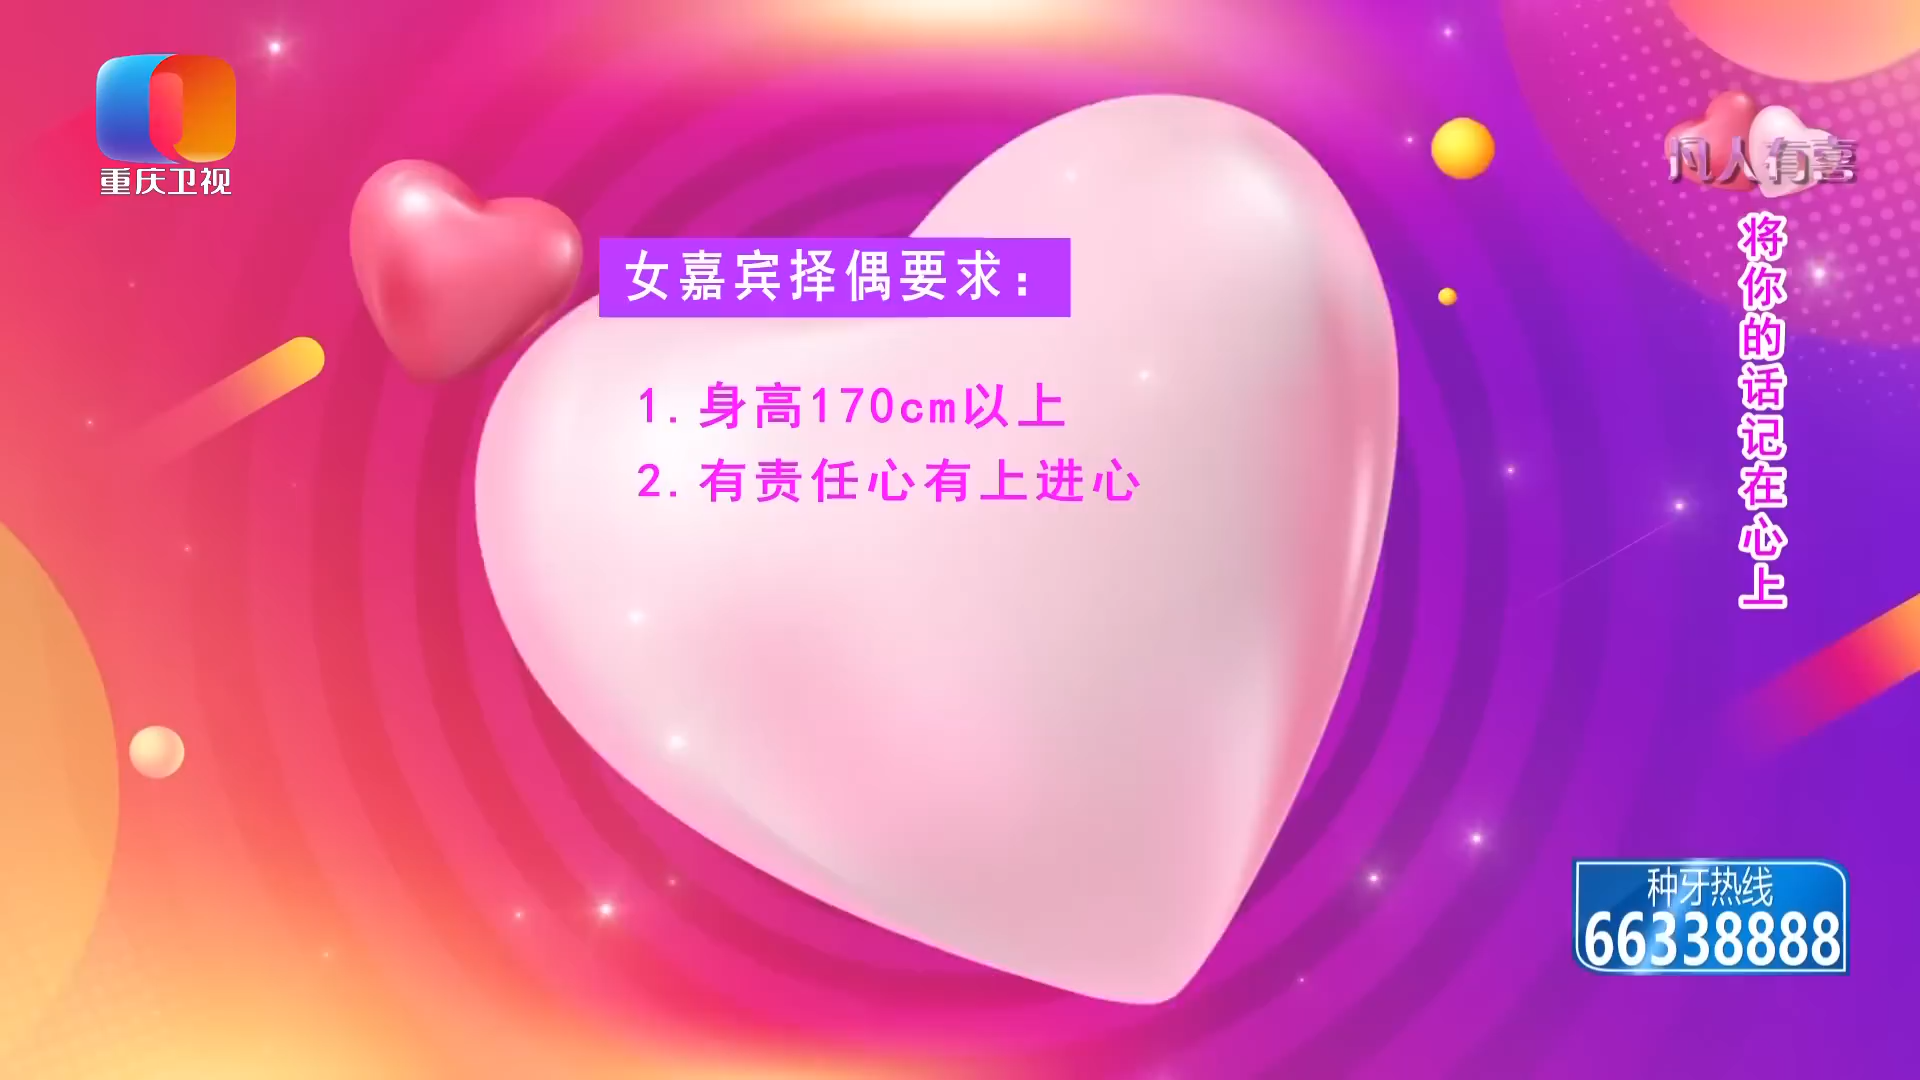 重庆卫视
凡人有喜
将你的话记在心上
女嘉宾择偶要求：
1.身高170cm以上
2.有责任心有上进心
种牙热线
66338888